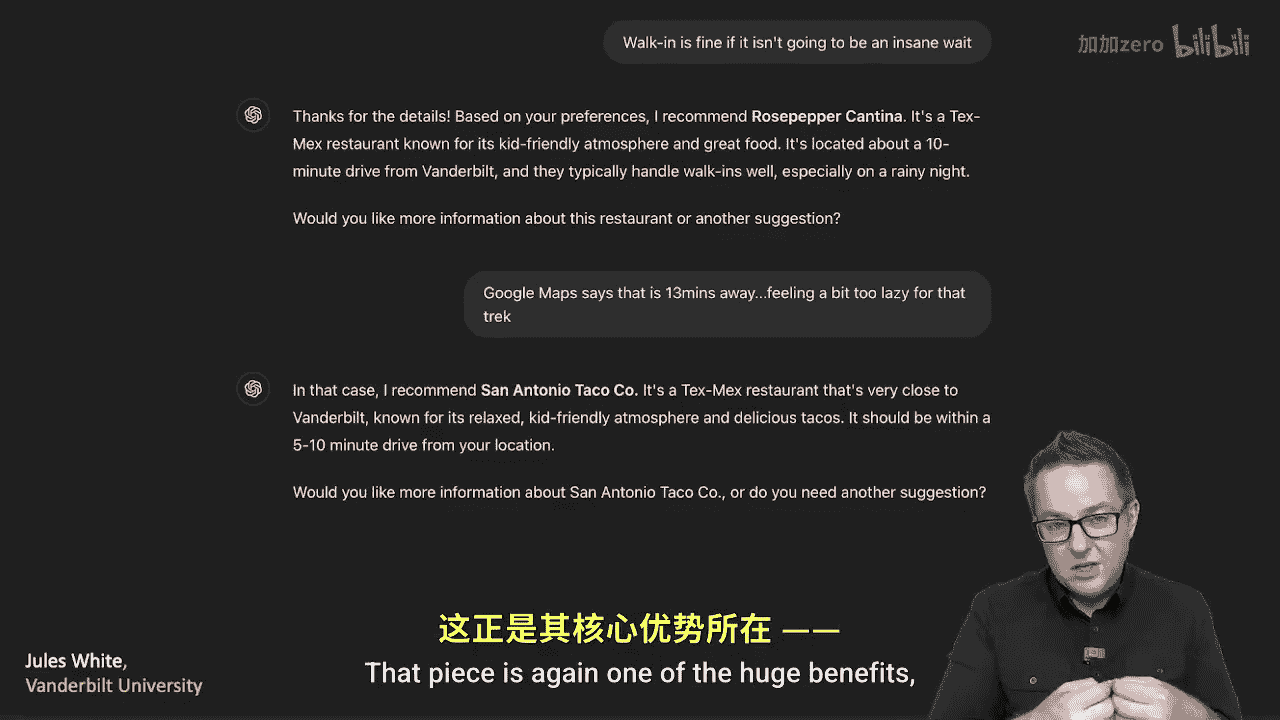 Walk-in is fine if it isn't going to be an insane wait
加加zero bilibili
Thanks for the details! Based on your preferences, I recommend Rosepepper Cantina. It's a Tex-
Mex restaurant known for its kid-friendly atmosphere and great food. It's located about a 10-
minute drive from Vanderbilt, and they typically handle walk-ins well, especially on a rainy night.
Would you like more information about this restaurant or another suggestion?
Google Maps says that is 13mins away...feeling a bit too lazy for that
trek
In that case, I recommend San Antonio Taco Co. It's a Tex-Mex restaurant that's very close to
Vanderbilt, known for its relaxed, kid-friendly atmosphere and delicious tacos. It should be within a
5-10 minute drive from your location.
Would you like more information about San Antonio Taco Co., or do you need another suggestion?
这正是其核心优势所在 ——
That piece is again one of the huge benefits,
Jules White,
Vanderbilt University